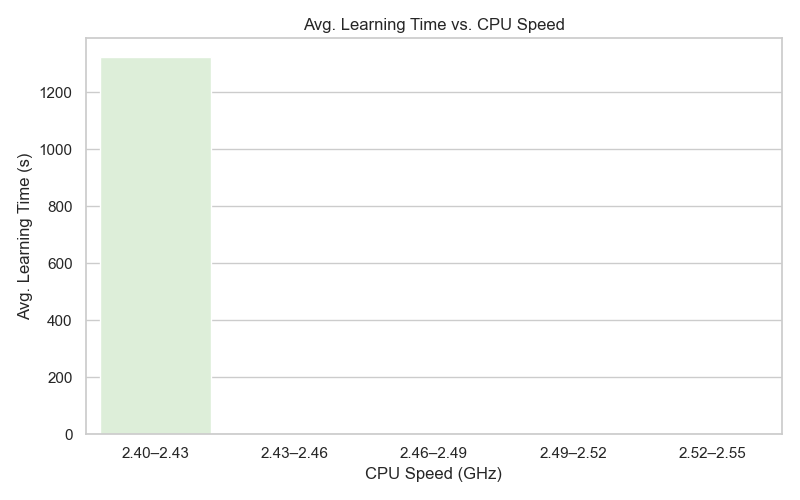 Avg. Learning Time vs. CPU Speed
Avg. Learning Time (s)
1200
1000
800
600
400
200
0
2.40–2.43 2.43–2.46 2.46–2.49 2.49–2.52 2.52–2.55
CPU Speed (GHz)